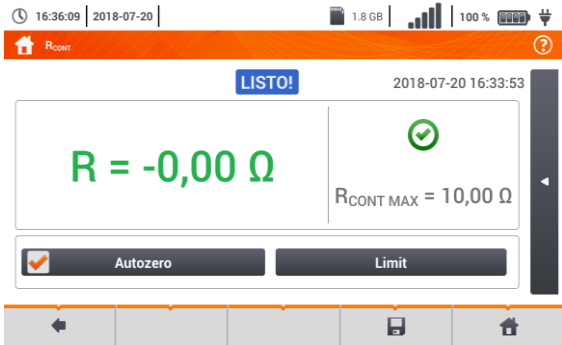 16:36:09 2018-07-20 1.8 GB 100 %
RCONT ?
LISTO! 2018-07-20 16:33:53
R = -0,00 Ω
RCONT MAX = 10,00 Ω
Autozero Limit